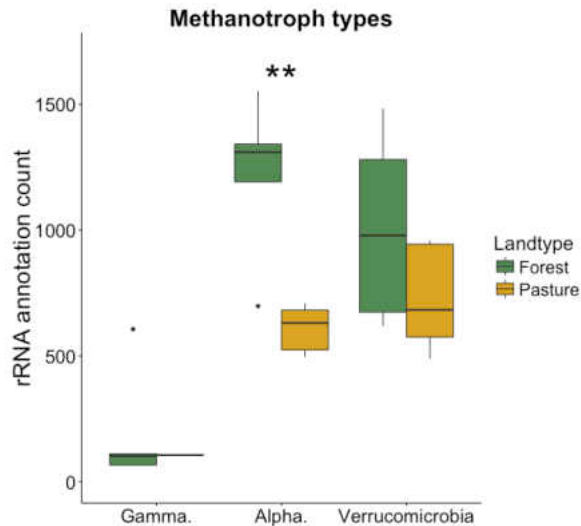 Methanotroph types
**
1500
1000
500
0
rRNA annotation count
Gamma.
Alpha.
Verrucomicrobia
Landtype
Forest
Pasture